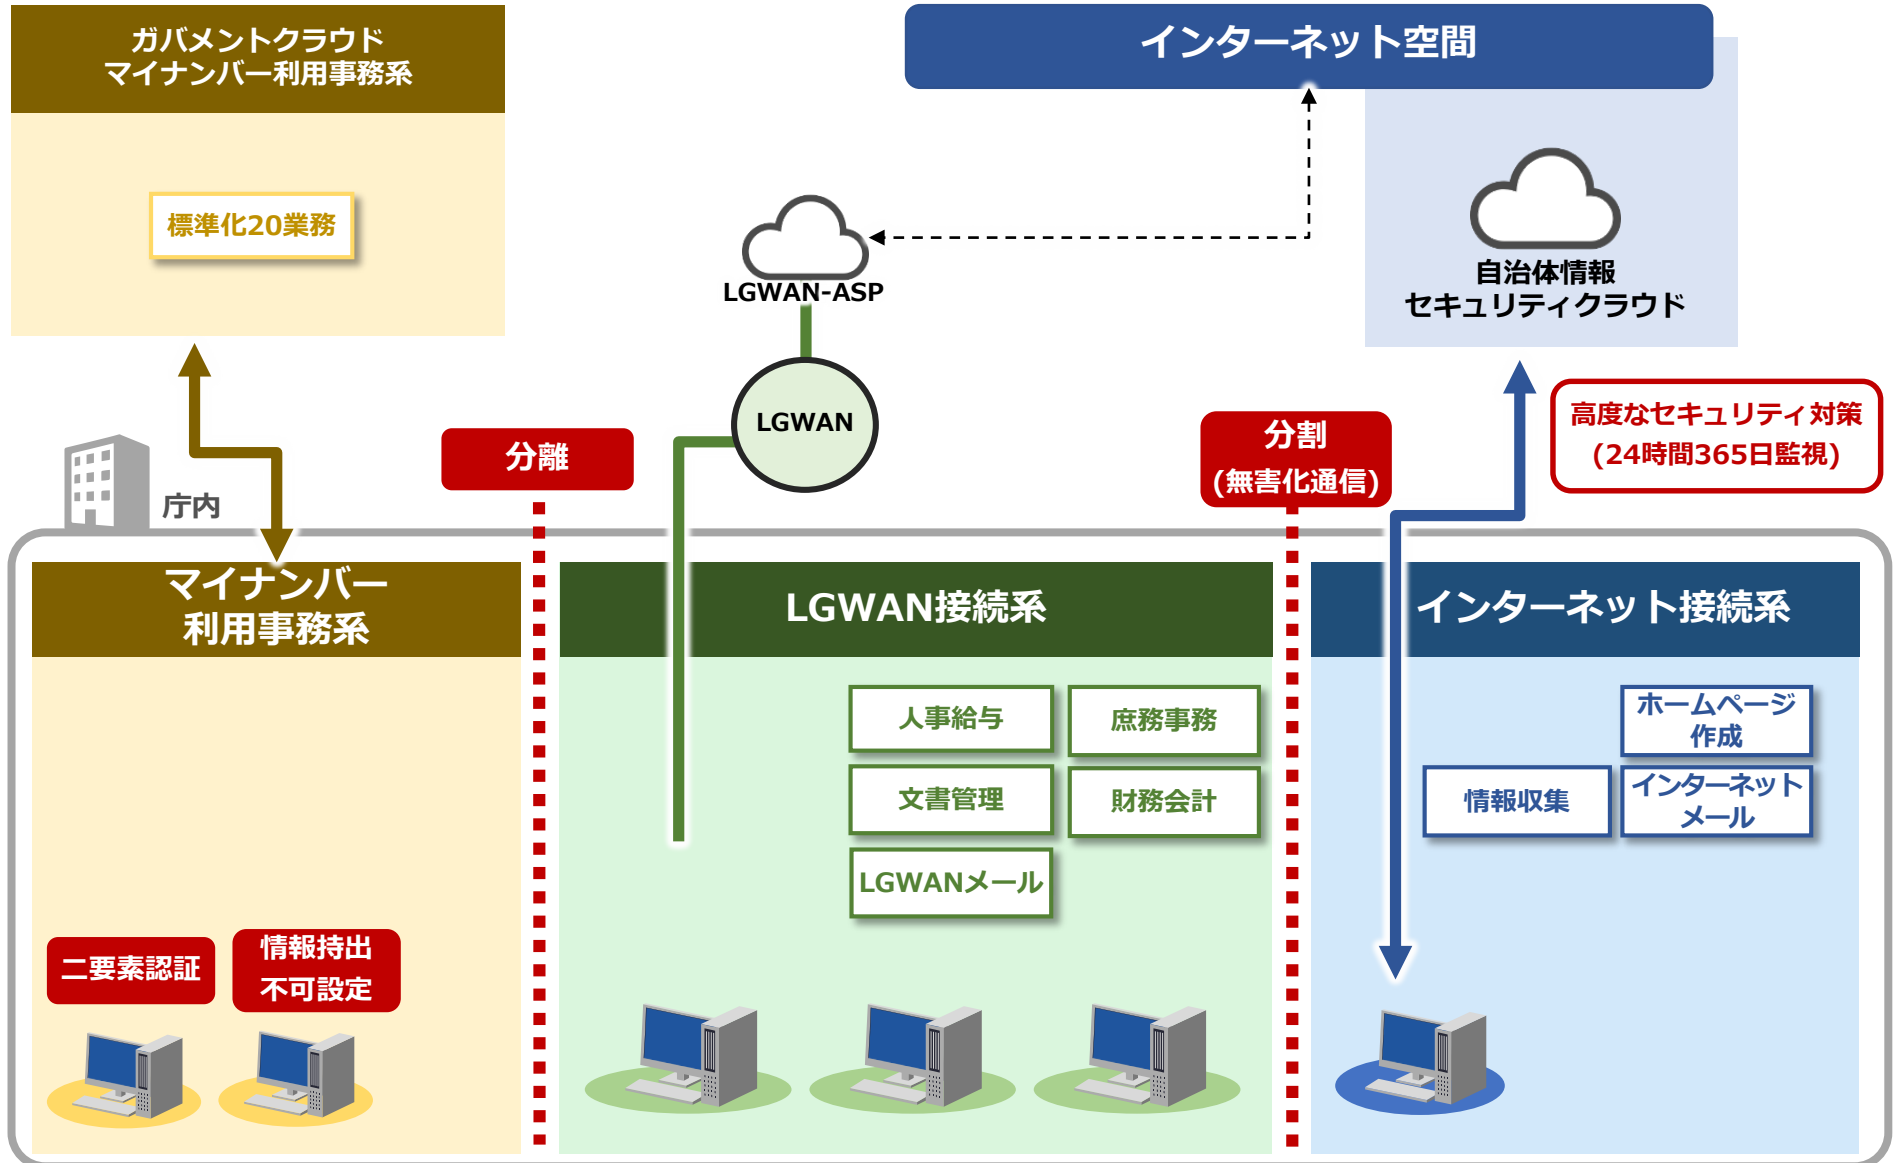 ガバメントクラウド
マイナンバー利用事務系
標準化20業務
インターネット空間
自治体情報
セキュリティクラウド
LGWAN-ASP
LGWAN
分離
分割
(無害化通信)
高度なセキュリティ対策
(24時間365日監視)
庁内
マイナンバー
利用事務系
二要素認証
情報持出
不可設定
LGWAN接続系
人事給与
庶務事務
文書管理
財務会計
LGWANメール
インターネット接続系
ホームページ
作成
情報収集
インターネット
メール